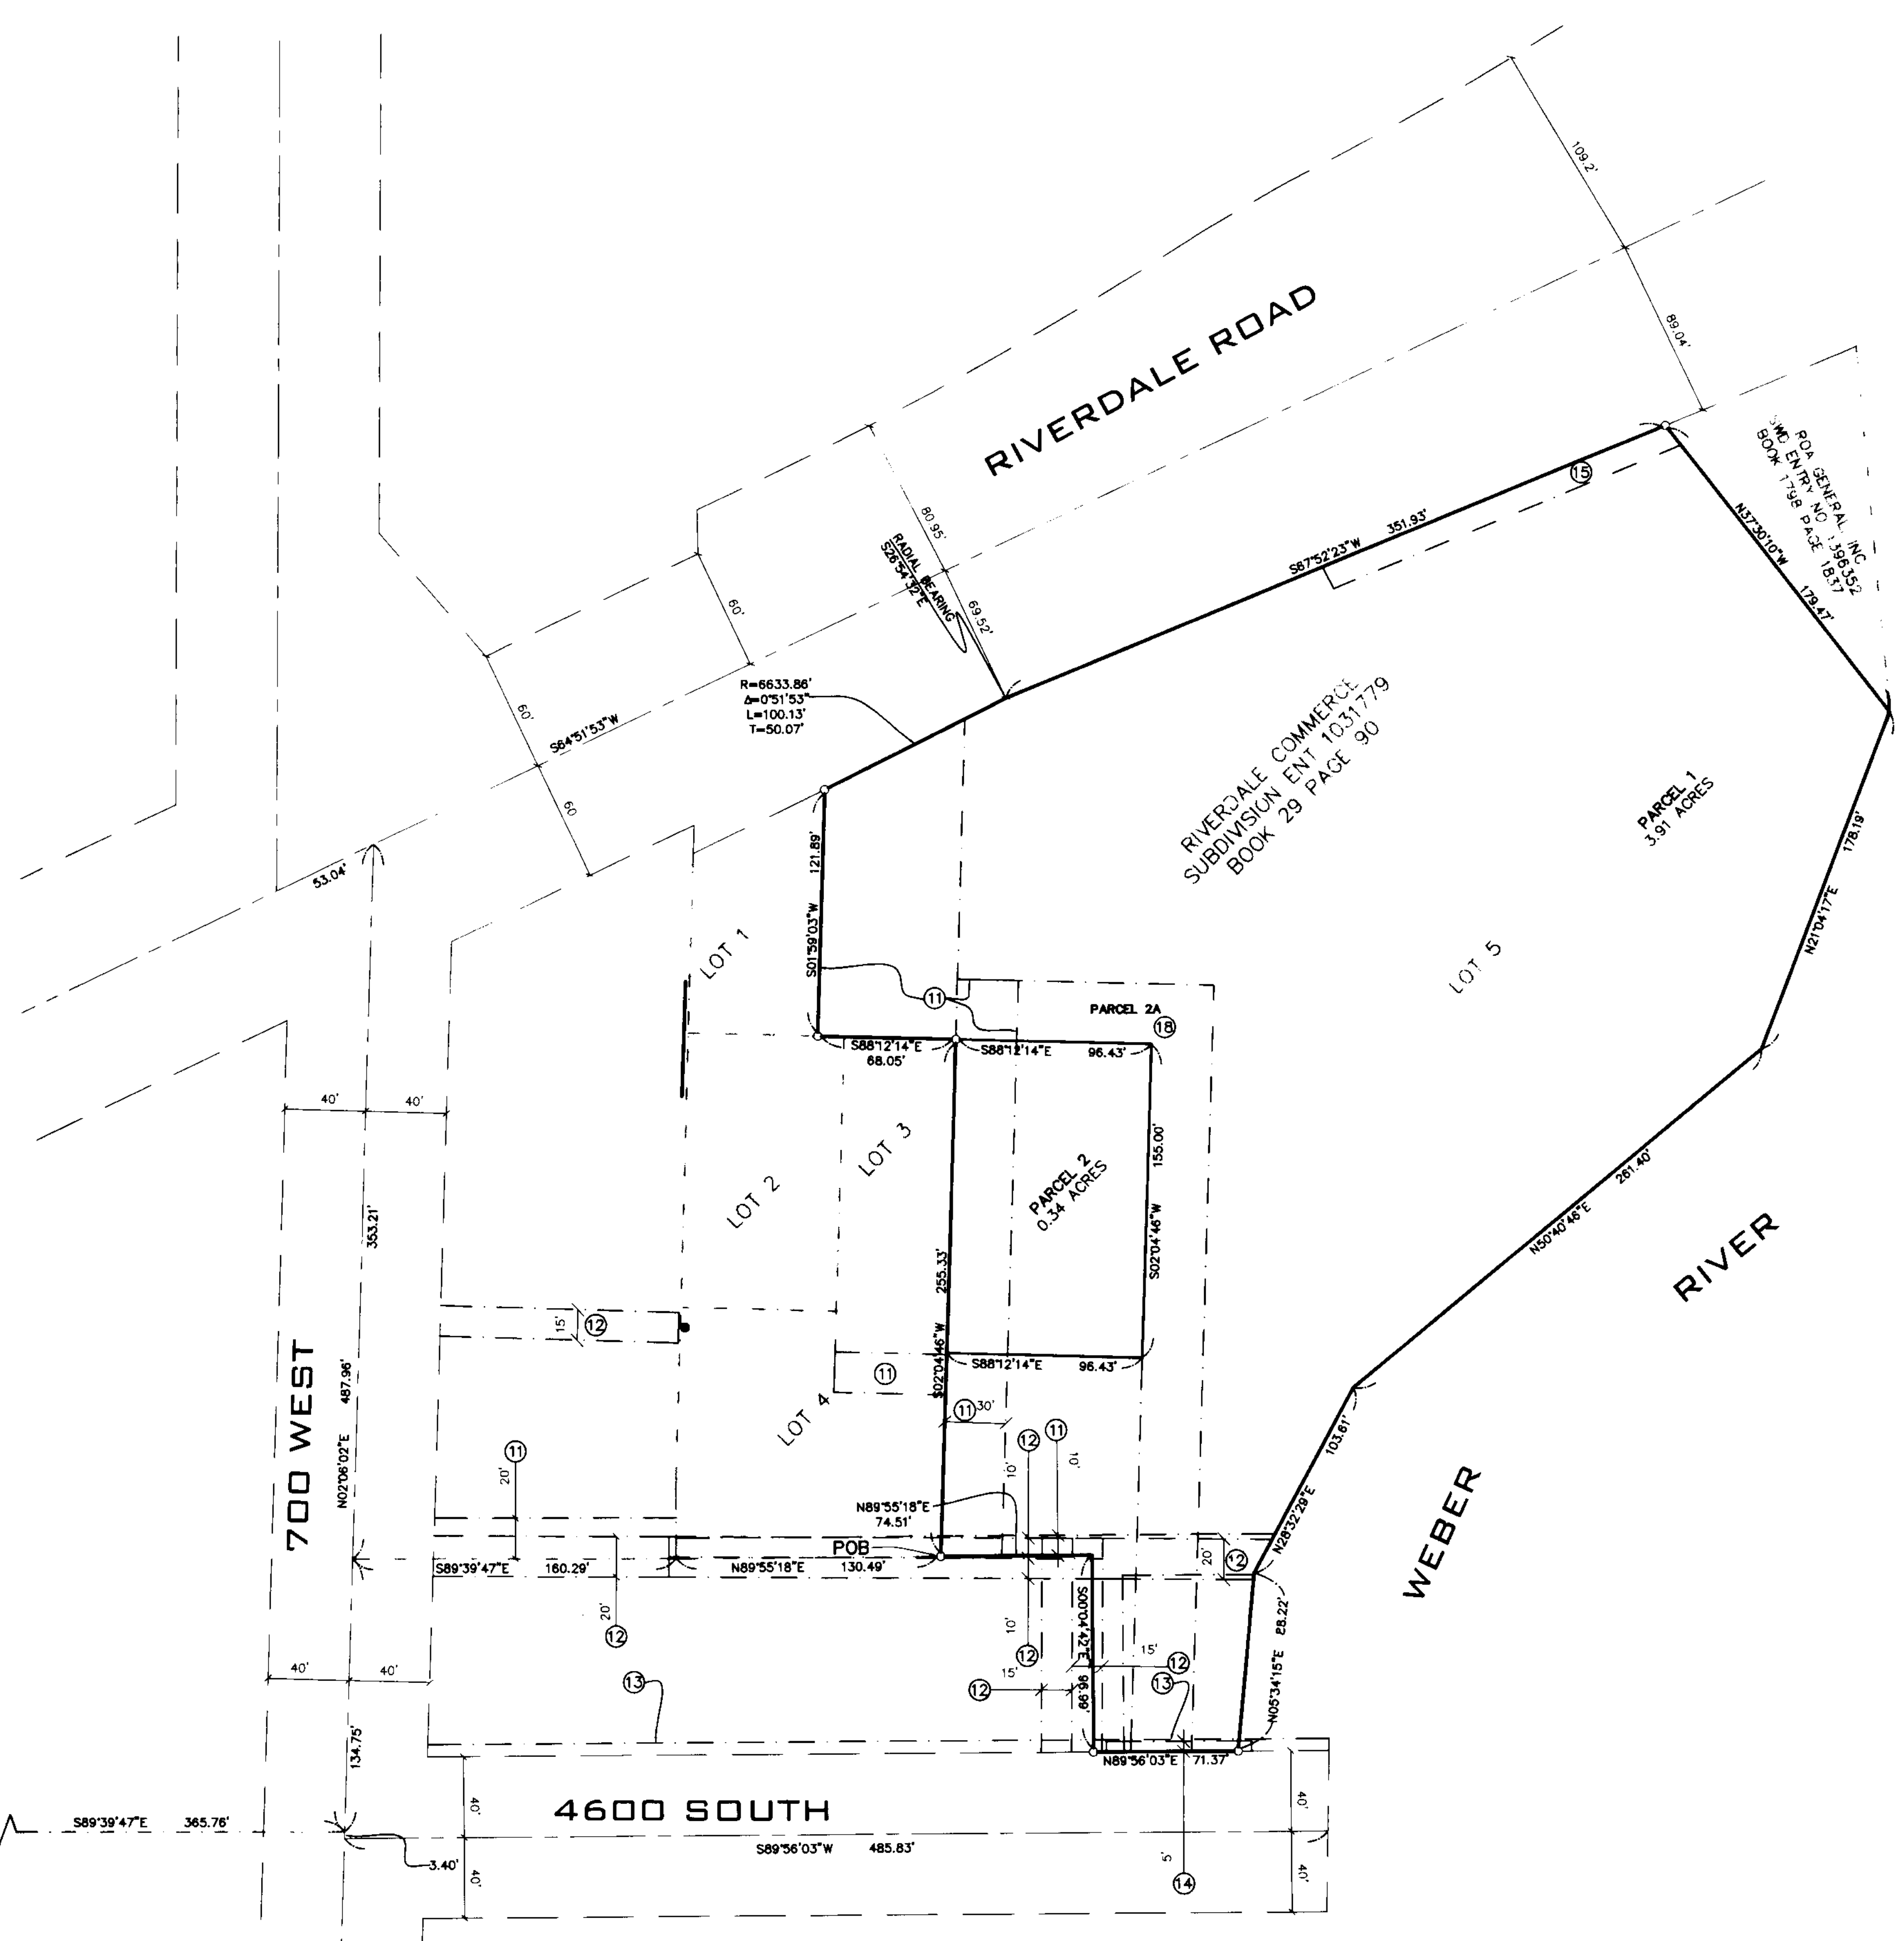 109.2'
RIVERDALE ROAD
89.04'
80.95'
RADIAL BEARING
S26°54'32"E
69.52'
60'
60'
60
S64°51'53"W
53.04'
R=6633.86'
Δ=0°51'53"
L=100.13'
T=50.07'
S67°52'23"W
351.93'
15
RDA GENERAL, INC
SWD ENTRY NO 1396352
BOOK 1798 PAGE 1837
N37°30'10"W
179.47'
RIVERDALE COMMERCE
SUBDIVISION ENT 1031779
BOOK 29 PAGE 90
PARCEL 1
3.91 ACRES
178.19'
N21°04'17"E
121.89'
S01°59'03"W
LOT 1
LOT 5
11
PARCEL 2A
18
S88°12'14"E
68.05'
S88°12'14"E
96.43'
40'
40'
LOT 3
LOT 2
PARCEL 2
0.34 ACRES
155.00'
S02°04'46"W
261.40'
N50°40'46"E
RIVER
353.21'
255.33'
S02°04'46"W
15'
12
S88°12'14"E
96.43'
11
LOT 4
700 WEST
487.96'
N02°06'02"E
11
30'
12
11
10'
10'
103.61'
N28°32'29"E
WEBER
11
20'
N89°55'18"E
74.51'
POB
S89°39'47"E
160.29'
N89°55'18"E
130.49'
20'
12
20'
12
10'
12
S00°04'42"E
96.99'
15'
12
15'
12
13
13
88.22'
N05°34'15"E
40'
40'
134.75'
N89°56'03"E
71.37'
4600 SOUTH
40'
40'
S89°39'47"E
365.76'
3.40'
S89°56'03"W
485.83'
5'
14
40'
40'